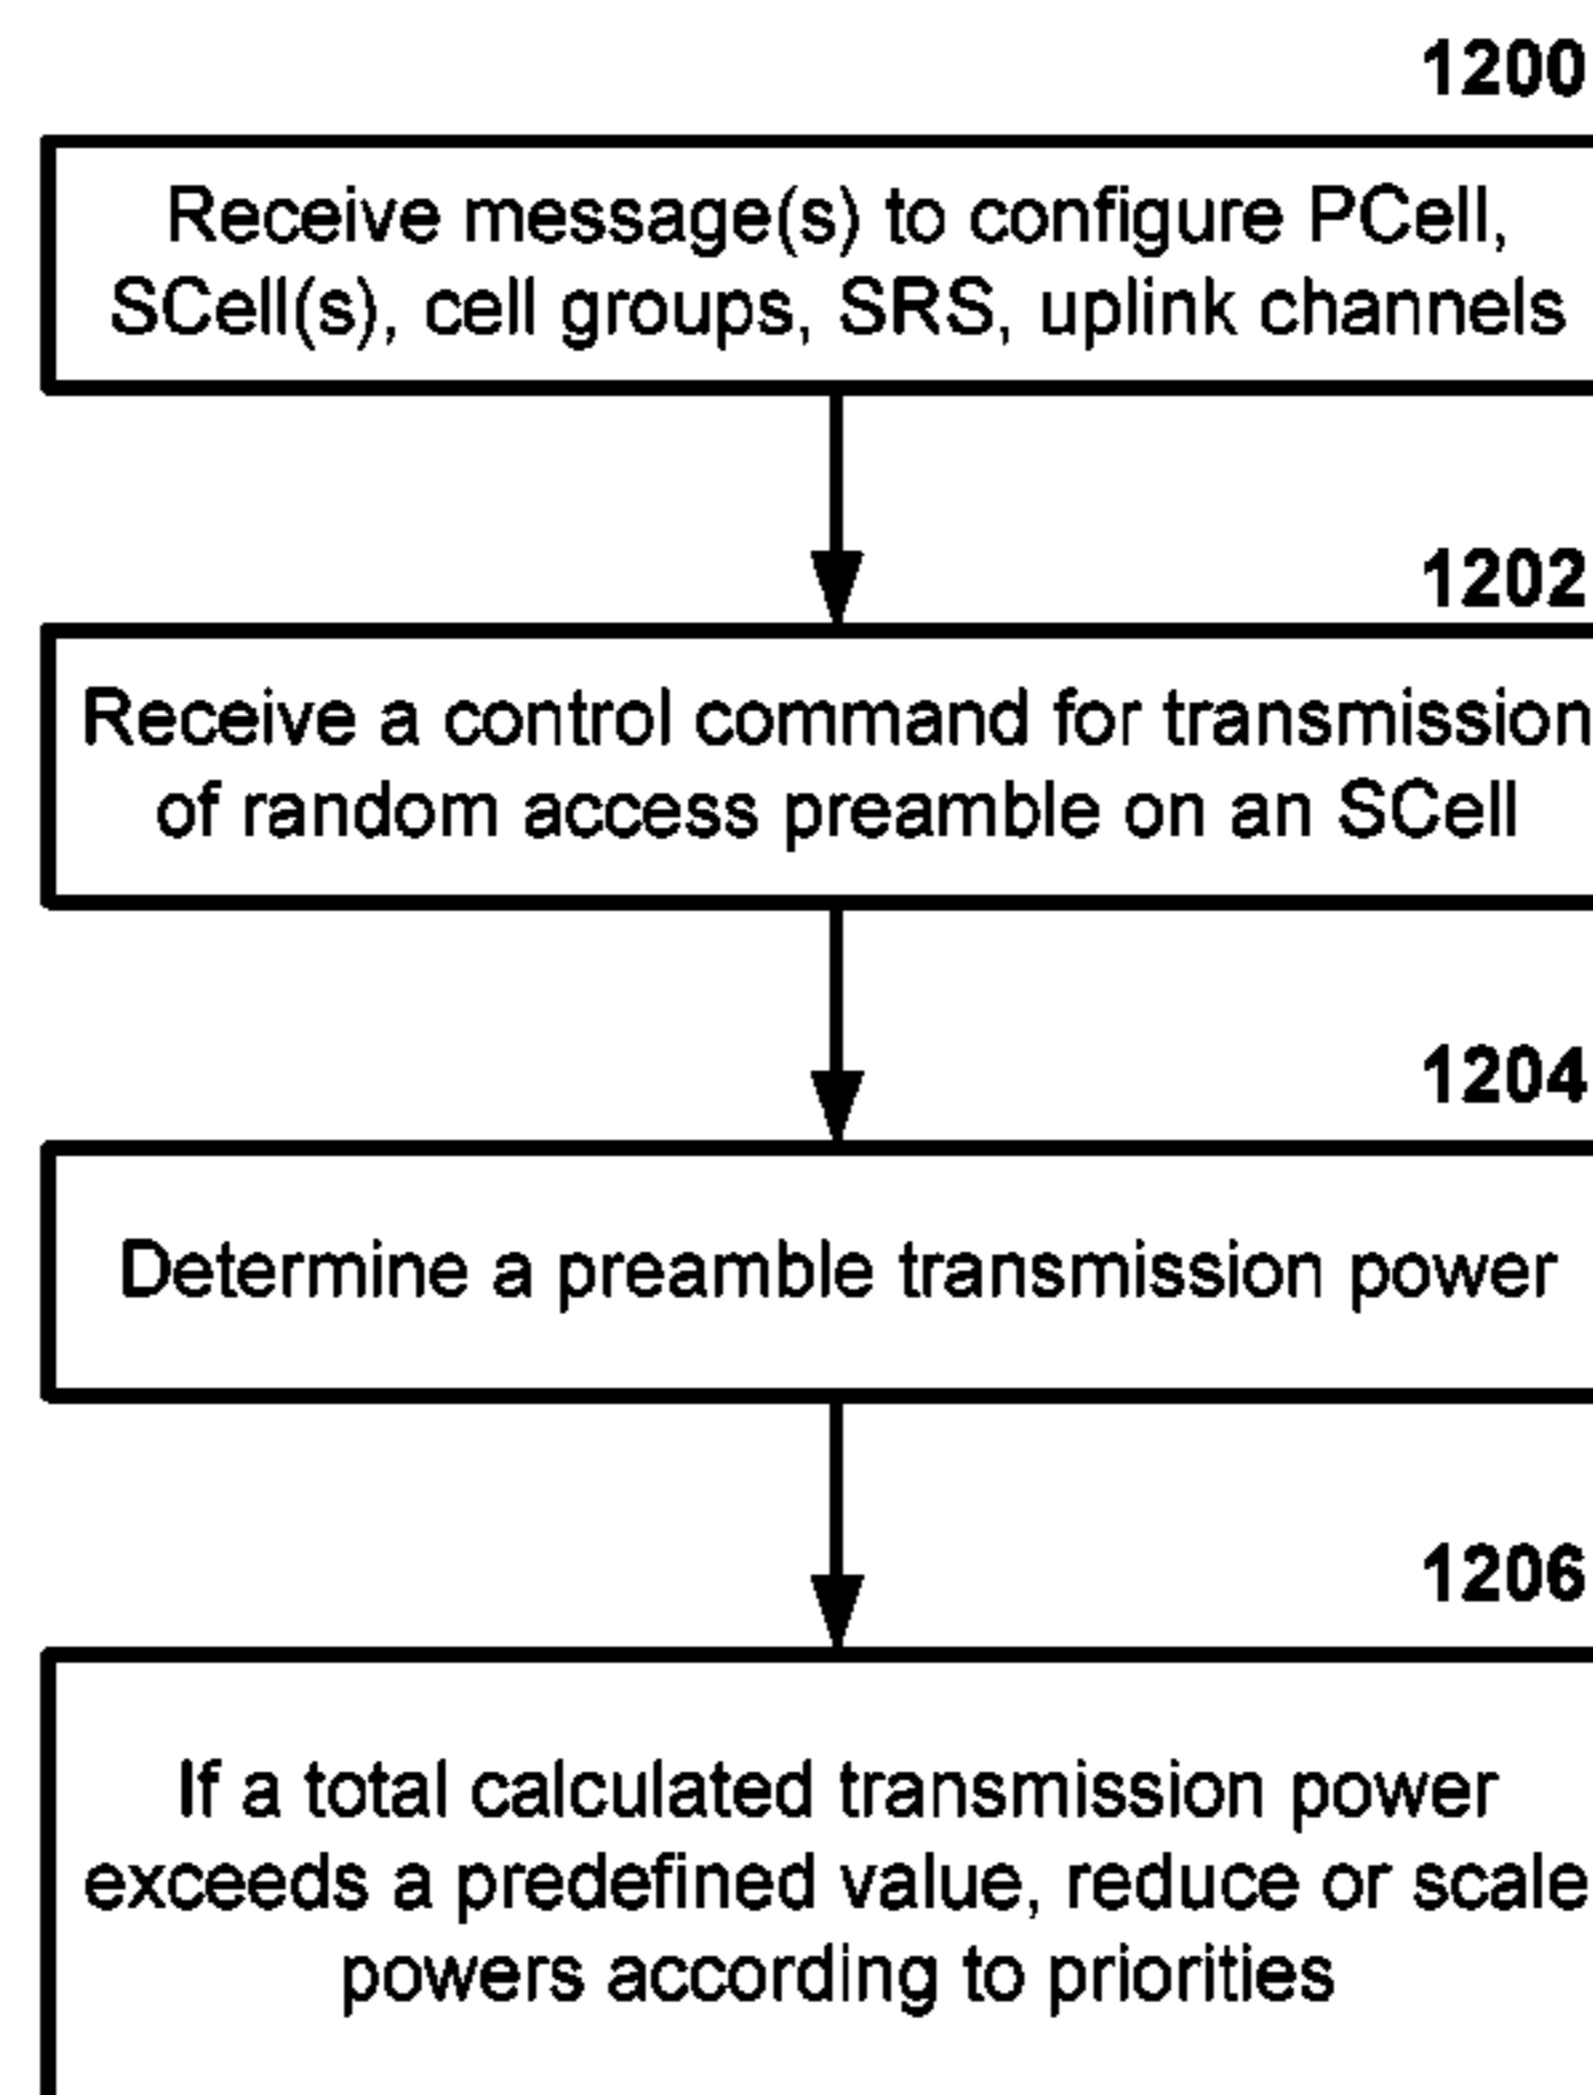 1200
Receive message(s) to configure PCell,
SCell(s), cell groups, SRS, uplink channels
1202
Receive a control command for transmission
of random access preamble on an SCell
1204
Determine a preamble transmission power
1206
If a total calculated transmission power
exceeds a predefined value, reduce or scale
powers according to priorities